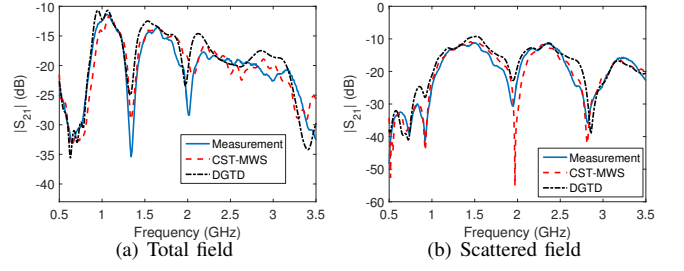 -10
-15
-20
-25
-30
-35
-40
|S21| (dB)
Measurement
CST-MWS
DGTD
0.5 1 1.5 2 2.5 3 3.5
Frequency (GHz)
(a) Total field
0
-10
-20
-30
-40
-50
-60
|S21| (dB)
Measurement
CST-MWS
DGTD
0.5 1 1.5 2 2.5 3 3.5
Frequency (GHz)
(b) Scattered field